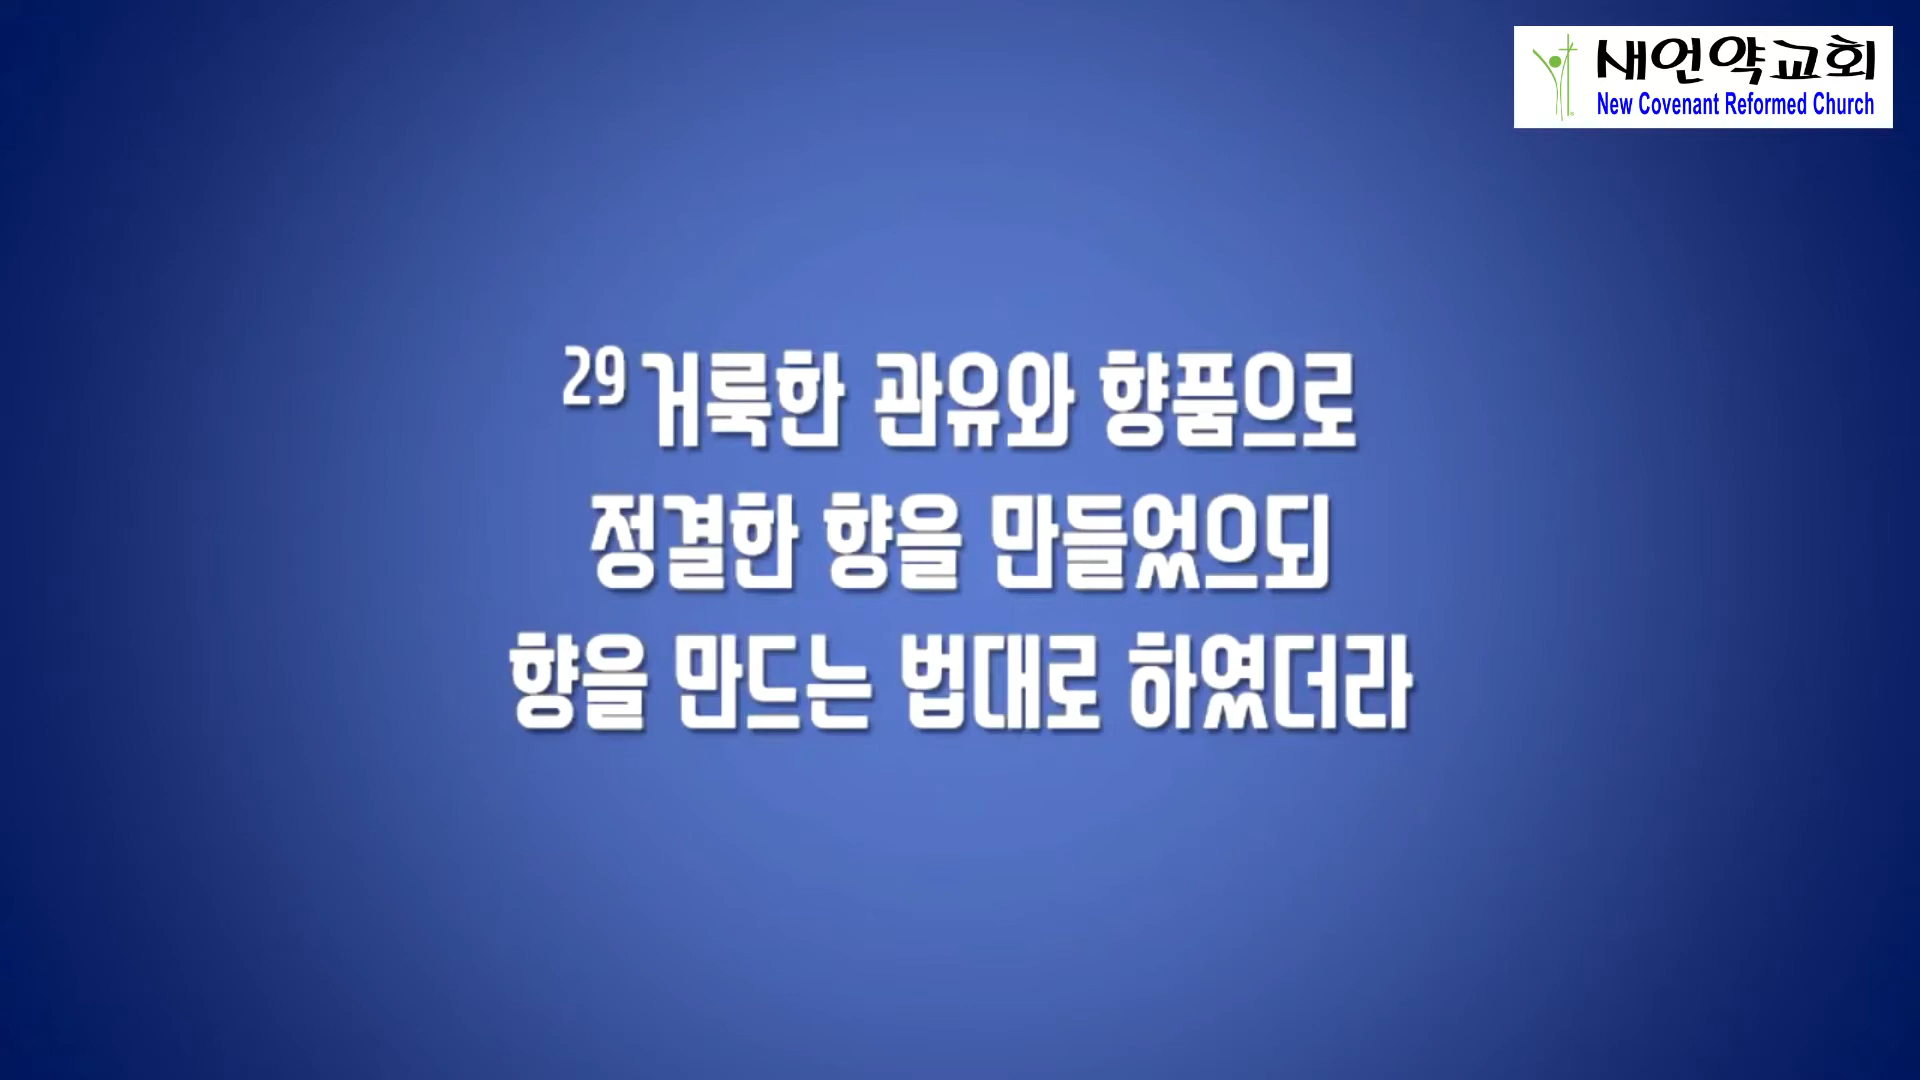 새언약교회
New Covenant Reformed Church
29 거룩한 관유와 향품으로
정결한 향을 만들었으되
향을 만드는 법대로 하였더라